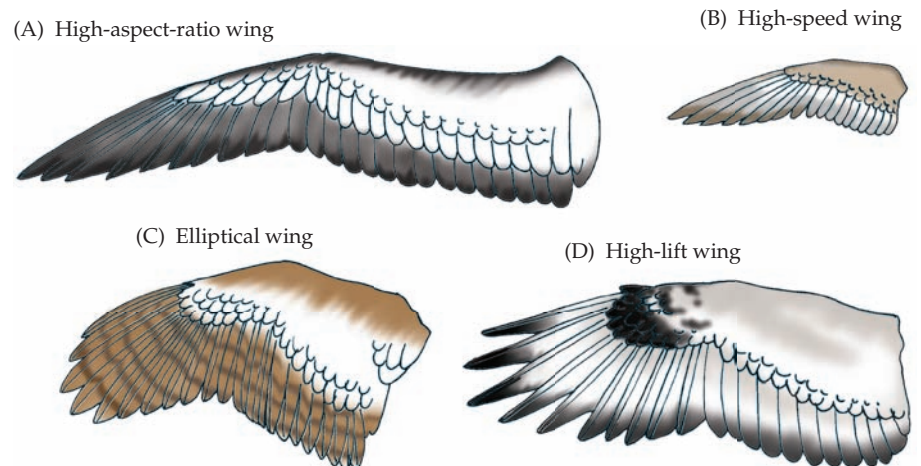 (A) High-aspect-ratio wing
(B) High-speed wing
(C) Elliptical wing
(D) High-lift wing